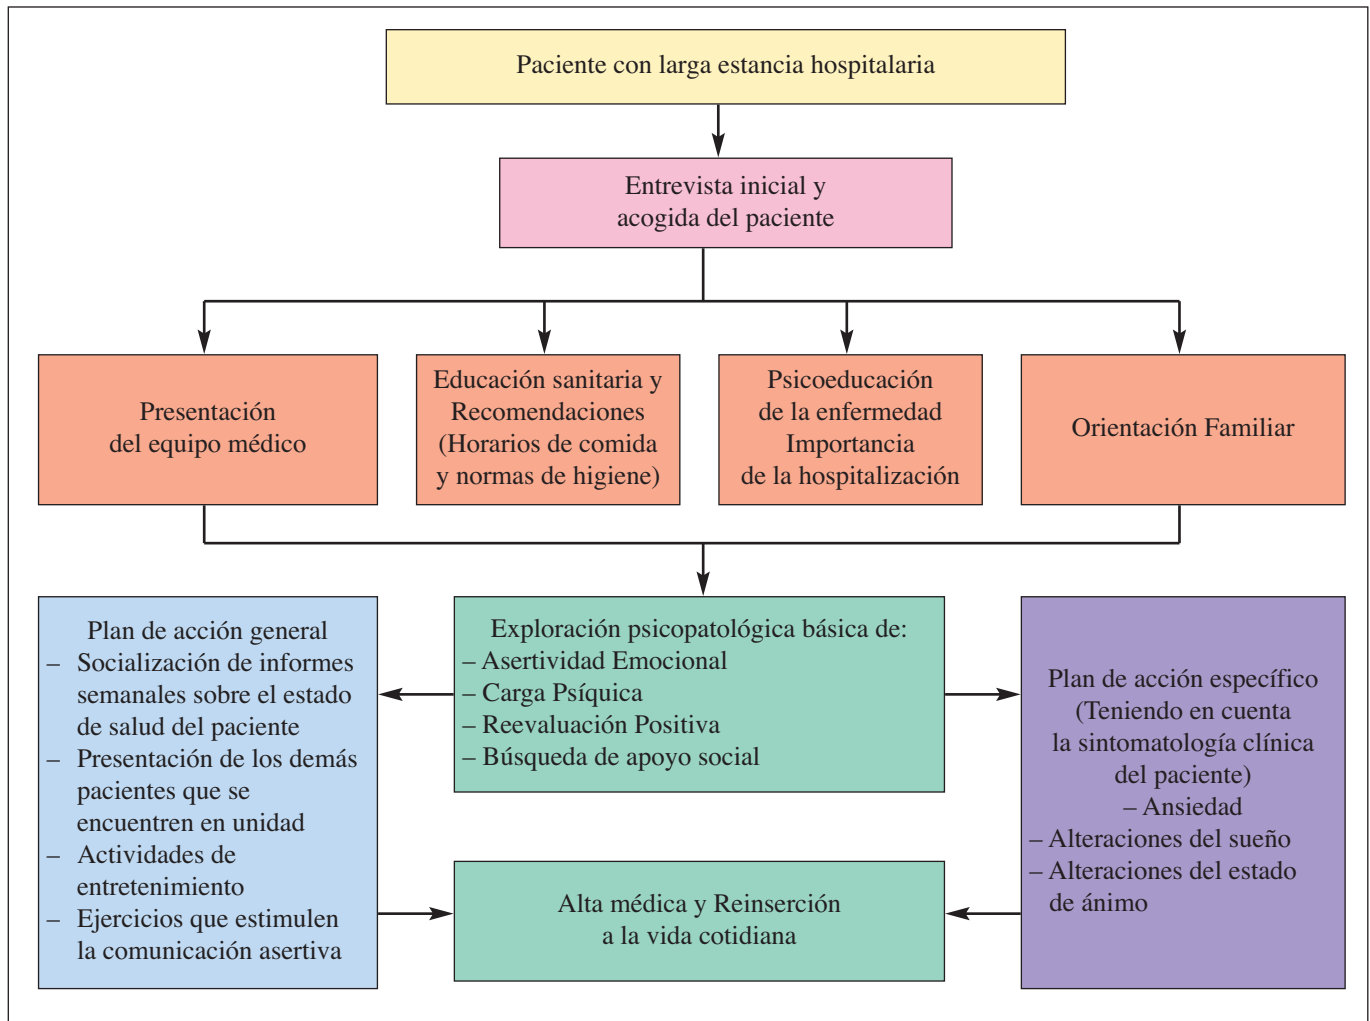 Paciente con larga estancia hospitalaria
Entrevista inicial y
acogida del paciente
Presentación
del equipo médico
Educación sanitaria y
Recomendaciones
(Horarios de comida
y normas de higiene)
Psicoeducación
de la enfermedad
Importancia
de la hospitalización
Orientación Familiar
Plan de acción general
– Socialización de informes
semanales sobre el estado
de salud del paciente
– Presentación de los demás
pacientes que se
encuentren en unidad
– Actividades de
entretenimiento
– Ejercicios que estimulen
la comunicación asertiva
Exploración psicopatológica básica de:
– Asertividad Emocional
– Carga Psíquica
– Reevaluación Positiva
– Búsqueda de apoyo social
Plan de acción específico
(Teniendo en cuenta
la sintomatología clínica
del paciente)
– Ansiedad
– Alteraciones del sueño
– Alteraciones del estado
de ánimo
Alta médica y Reinserción
a la vida cotidiana